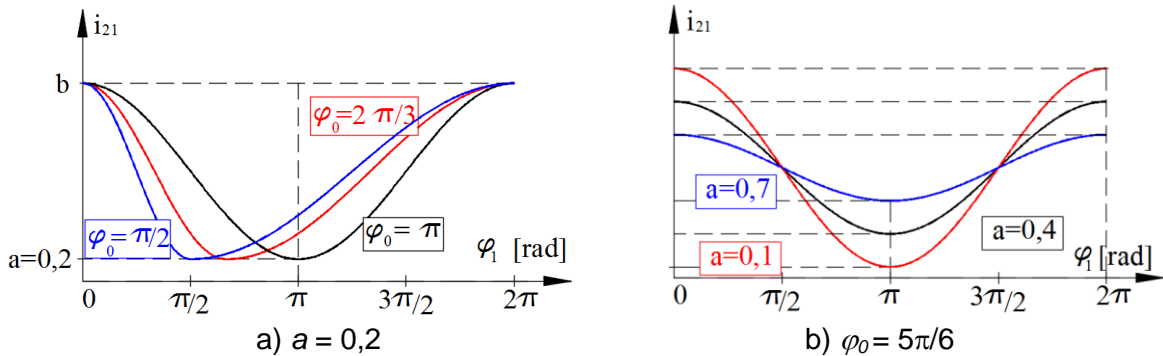 i21
b
φ0=2 π/3
φ0=π/2
φ0= π
a=0,2
φ1 [rad]
0 π/2 π 3π/2 2π
a) a = 0,2
i21
a=0,7
a=0,4
a=0,1
φ1 [rad]
0 π/2 π 3π/2 2π
b) φ0 = 5π/6